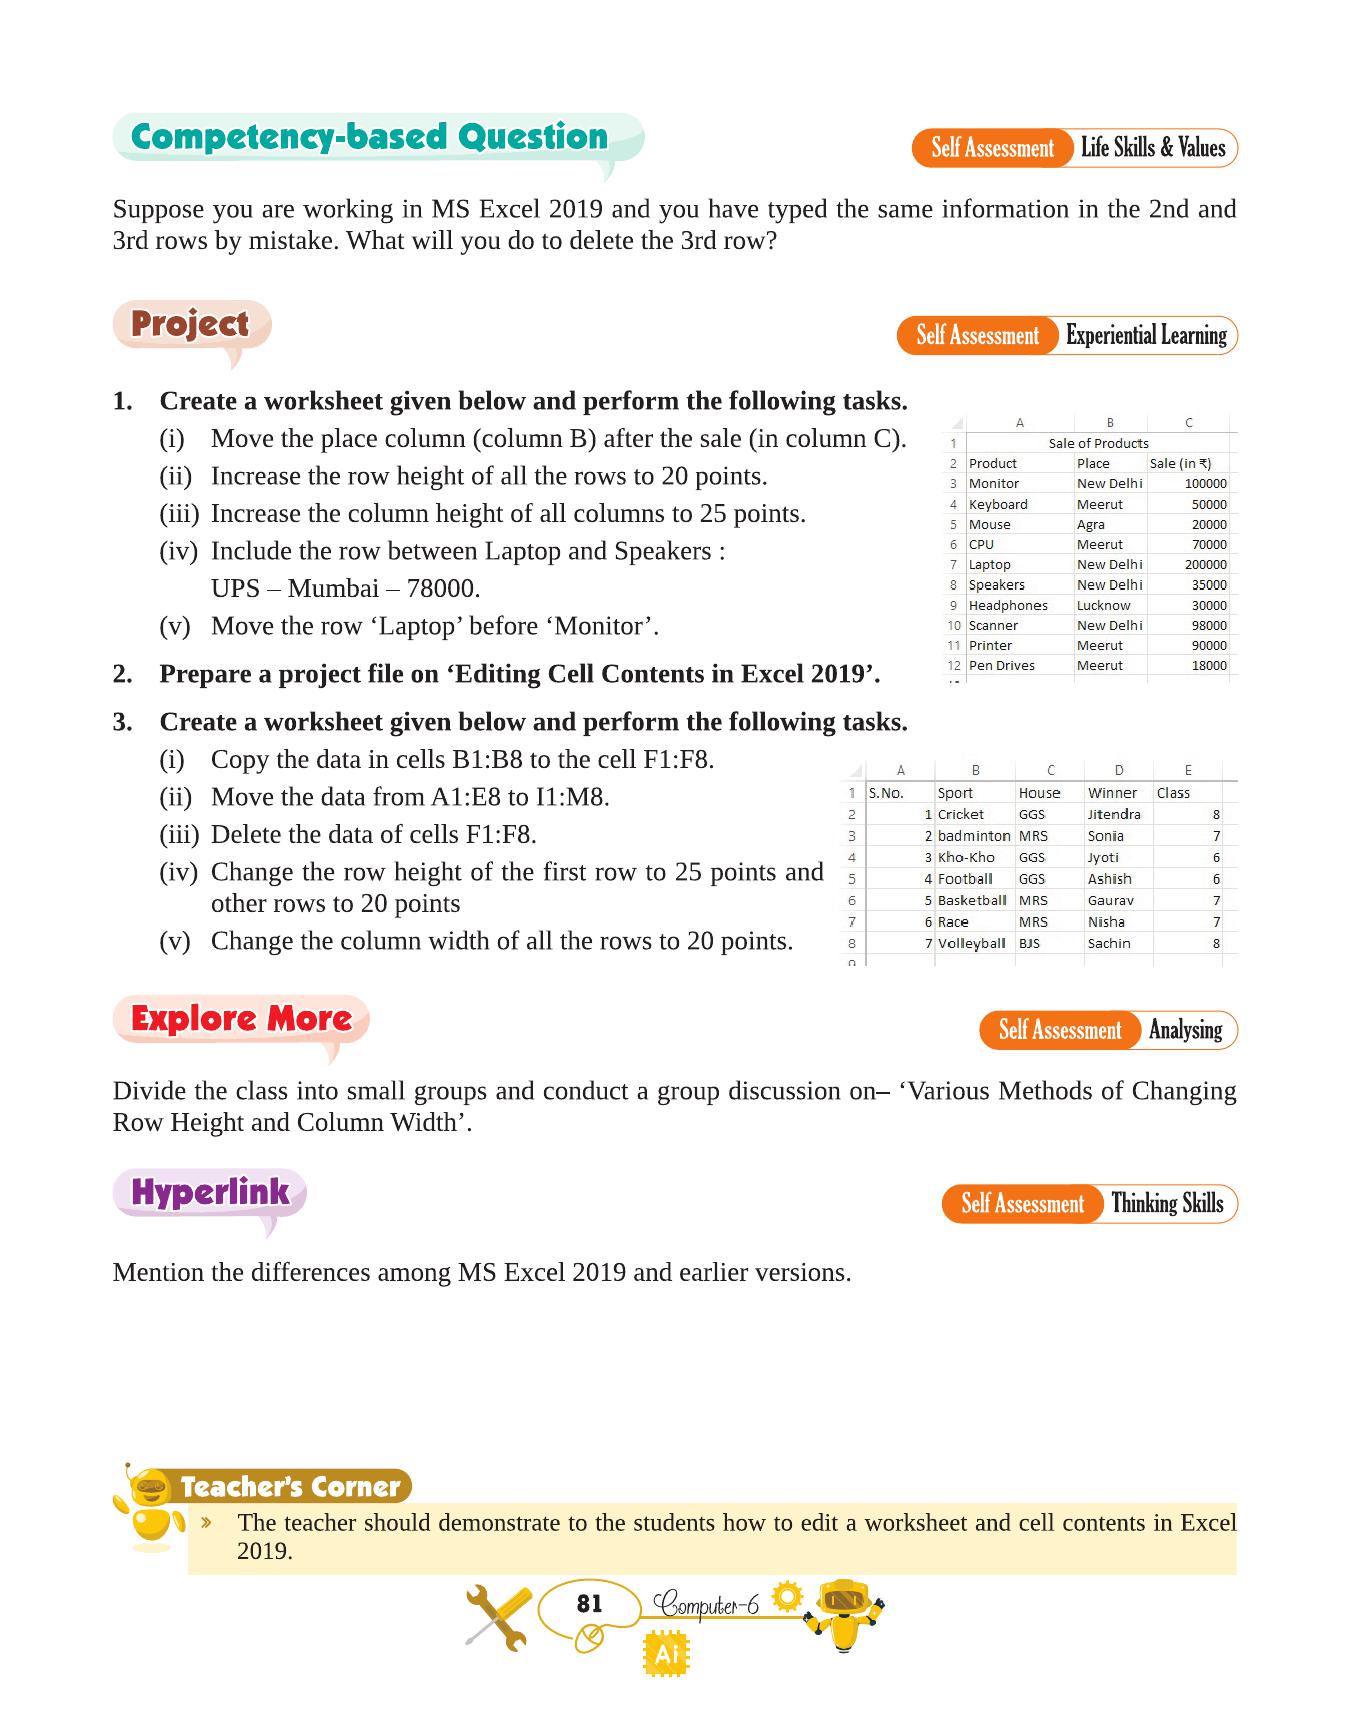 Competency-based Question
Self Assessment Life Skills & Values
Suppose you are working in MS Excel 2019 and you have typed the same information in the 2nd and
3rd rows by mistake. What will you do to delete the 3rd row?
Project
Self Assessment Experiential Learning
1. Create a worksheet given below and perform the following tasks.
(i) Move the place column (column B) after the sale (in column C).
(ii) Increase the row height of all the rows to 20 points.
(iii) Increase the column height of all columns to 25 points.
(iv) Include the row between Laptop and Speakers :
UPS – Mumbai – 78000.
(v) Move the row ‘Laptop’ before ‘Monitor’.
A B C
1 Sale of Products
2 Product Place Sale (in ₹)
3 Monitor New Delhi 100000
4 Keyboard Meerut 50000
5 Mouse Agra 20000
6 CPU Meerut 70000
7 Laptop New Delhi 200000
8 Speakers New Delhi 35000
9 Headphones Lucknow 30000
10 Scanner New Delhi 98000
11 Printer Meerut 90000
12 Pen Drives Meerut 18000
2. Prepare a project file on ‘Editing Cell Contents in Excel 2019’.
3. Create a worksheet given below and perform the following tasks.
(i) Copy the data in cells B1:B8 to the cell F1:F8.
(ii) Move the data from A1:E8 to I1:M8.
(iii) Delete the data of cells F1:F8.
(iv) Change the row height of the first row to 25 points and
other rows to 20 points
(v) Change the column width of all the rows to 20 points.
A B C D E
1 S.No. Sport House Winner Class
2 1 Cricket GGS Jitendra 8
3 2 badminton MRS Sonia 7
4 3 Kho-Kho GGS Jyoti 6
5 4 Football GGS Ashish 6
6 5 Basketball MRS Gaurav 7
7 6 Race MRS Nisha 7
8 7 Volleyball BJS Sachin 8
Explore More
Self Assessment Analysing
Divide the class into small groups and conduct a group discussion on– ‘Various Methods of Changing
Row Height and Column Width’.
Hyperlink
Self Assessment Thinking Skills
Mention the differences among MS Excel 2019 and earlier versions.
Teacher's Corner
» The teacher should demonstrate to the students how to edit a worksheet and cell contents in Excel
2019.
81 Computer-6
Ai